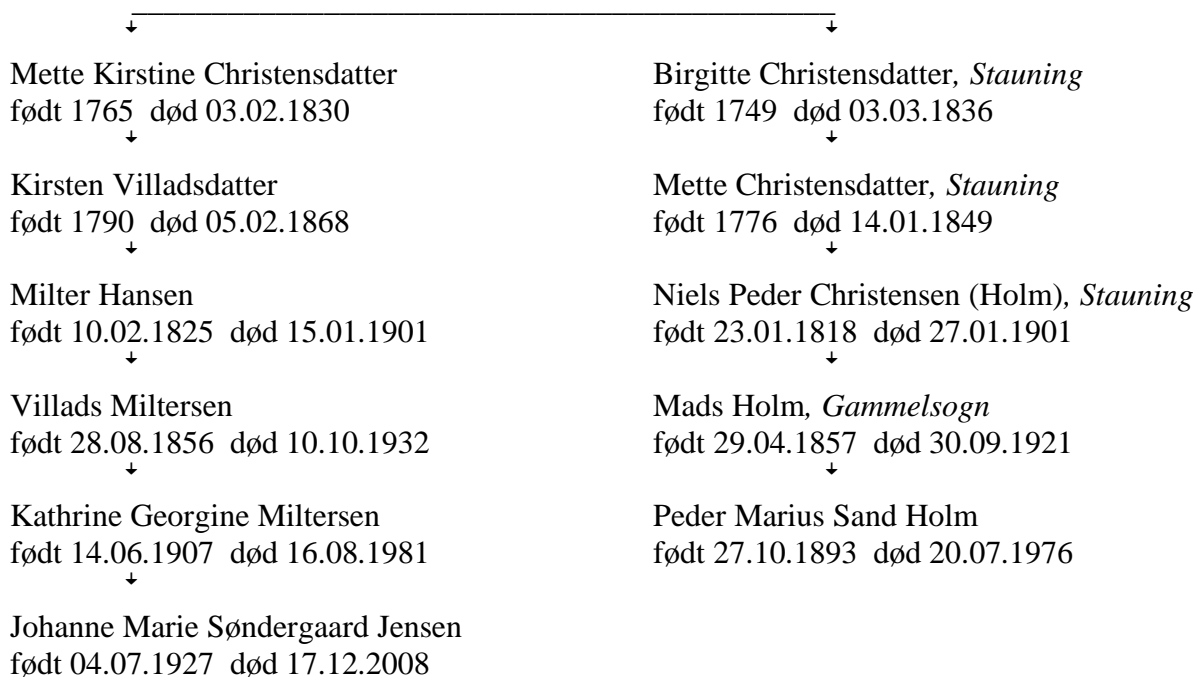 Mette Kirstine Christensdatter
født 1765 død 03.02.1830
Kirsten Villadsdatter
født 1790 død 05.02.1868
Milter Hansen
født 10.02.1825 død 15.01.1901
Villads Miltersen
født 28.08.1856 død 10.10.1932
Kathrine Georgine Miltersen
født 14.06.1907 død 16.08.1981
Johanne Marie Søndergaard Jensen
født 04.07.1927 død 17.12.2008
Birgitte Christensdatter, Stauning
født 1749 død 03.03.1836
Mette Christensdatter, Stauning
født 1776 død 14.01.1849
Niels Peder Christensen (Holm), Stauning
født 23.01.1818 død 27.01.1901
Mads Holm, Gammelsogn
født 29.04.1857 død 30.09.1921
Peder Marius Sand Holm
født 27.10.1893 død 20.07.1976